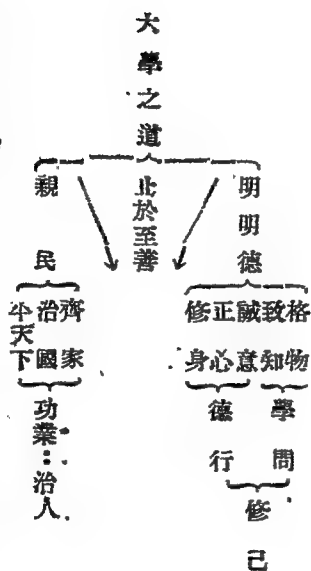 大學之道
明明德
止於至善
親民
格物
致知
誠意
正心
修身
齊家
治國
平天下
學問
德行
功業：治人
修己